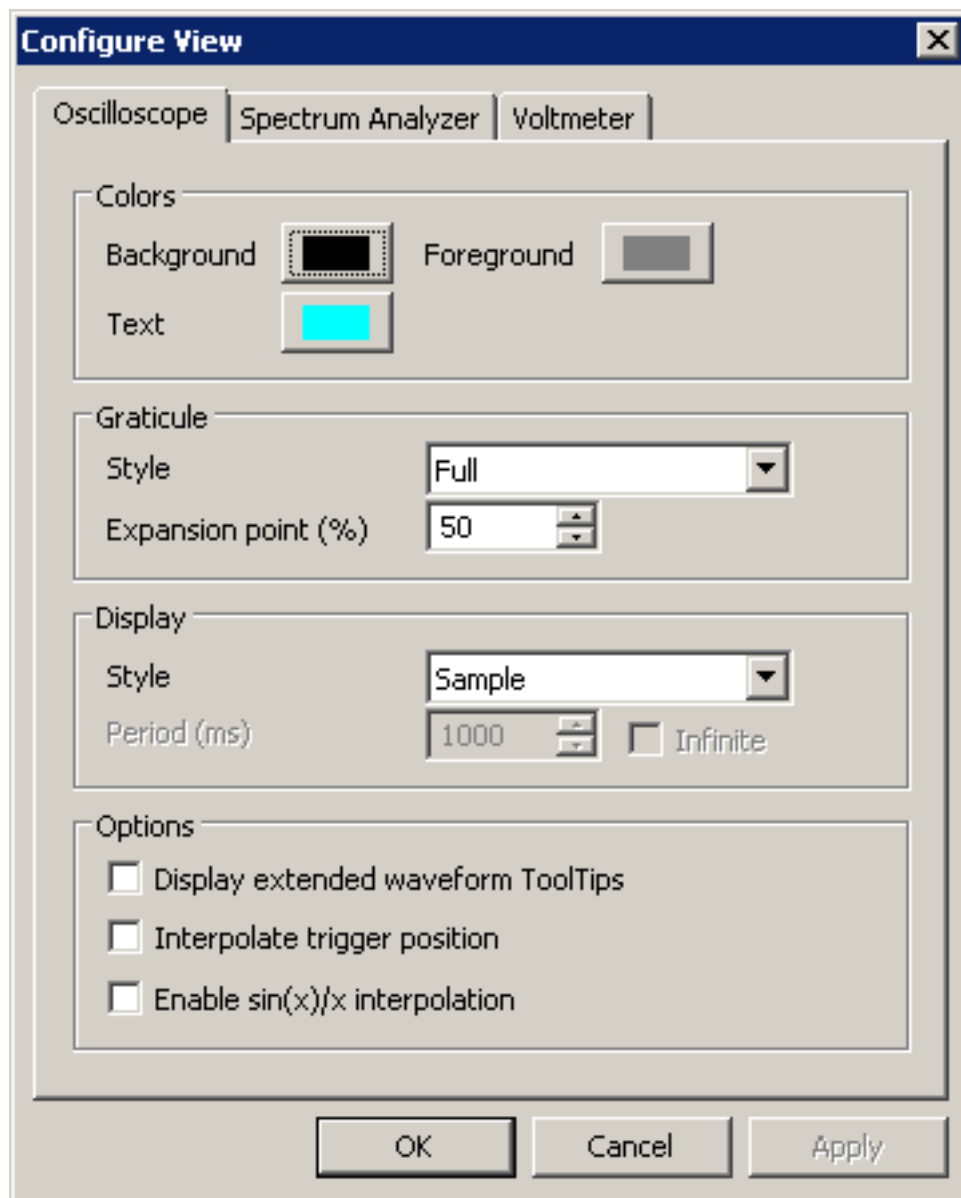 Configure View
Oscilloscope Spectrum Analyzer Voltmeter
Colors
Background Foreground
Text
Graticule
Style Full
Expansion point (%) 50
Display
Style Sample
Period (ms) 1000 Infinite
Options
Display extended waveform ToolTips
Interpolate trigger position
Enable sin(x)/x interpolation
OK Cancel Apply